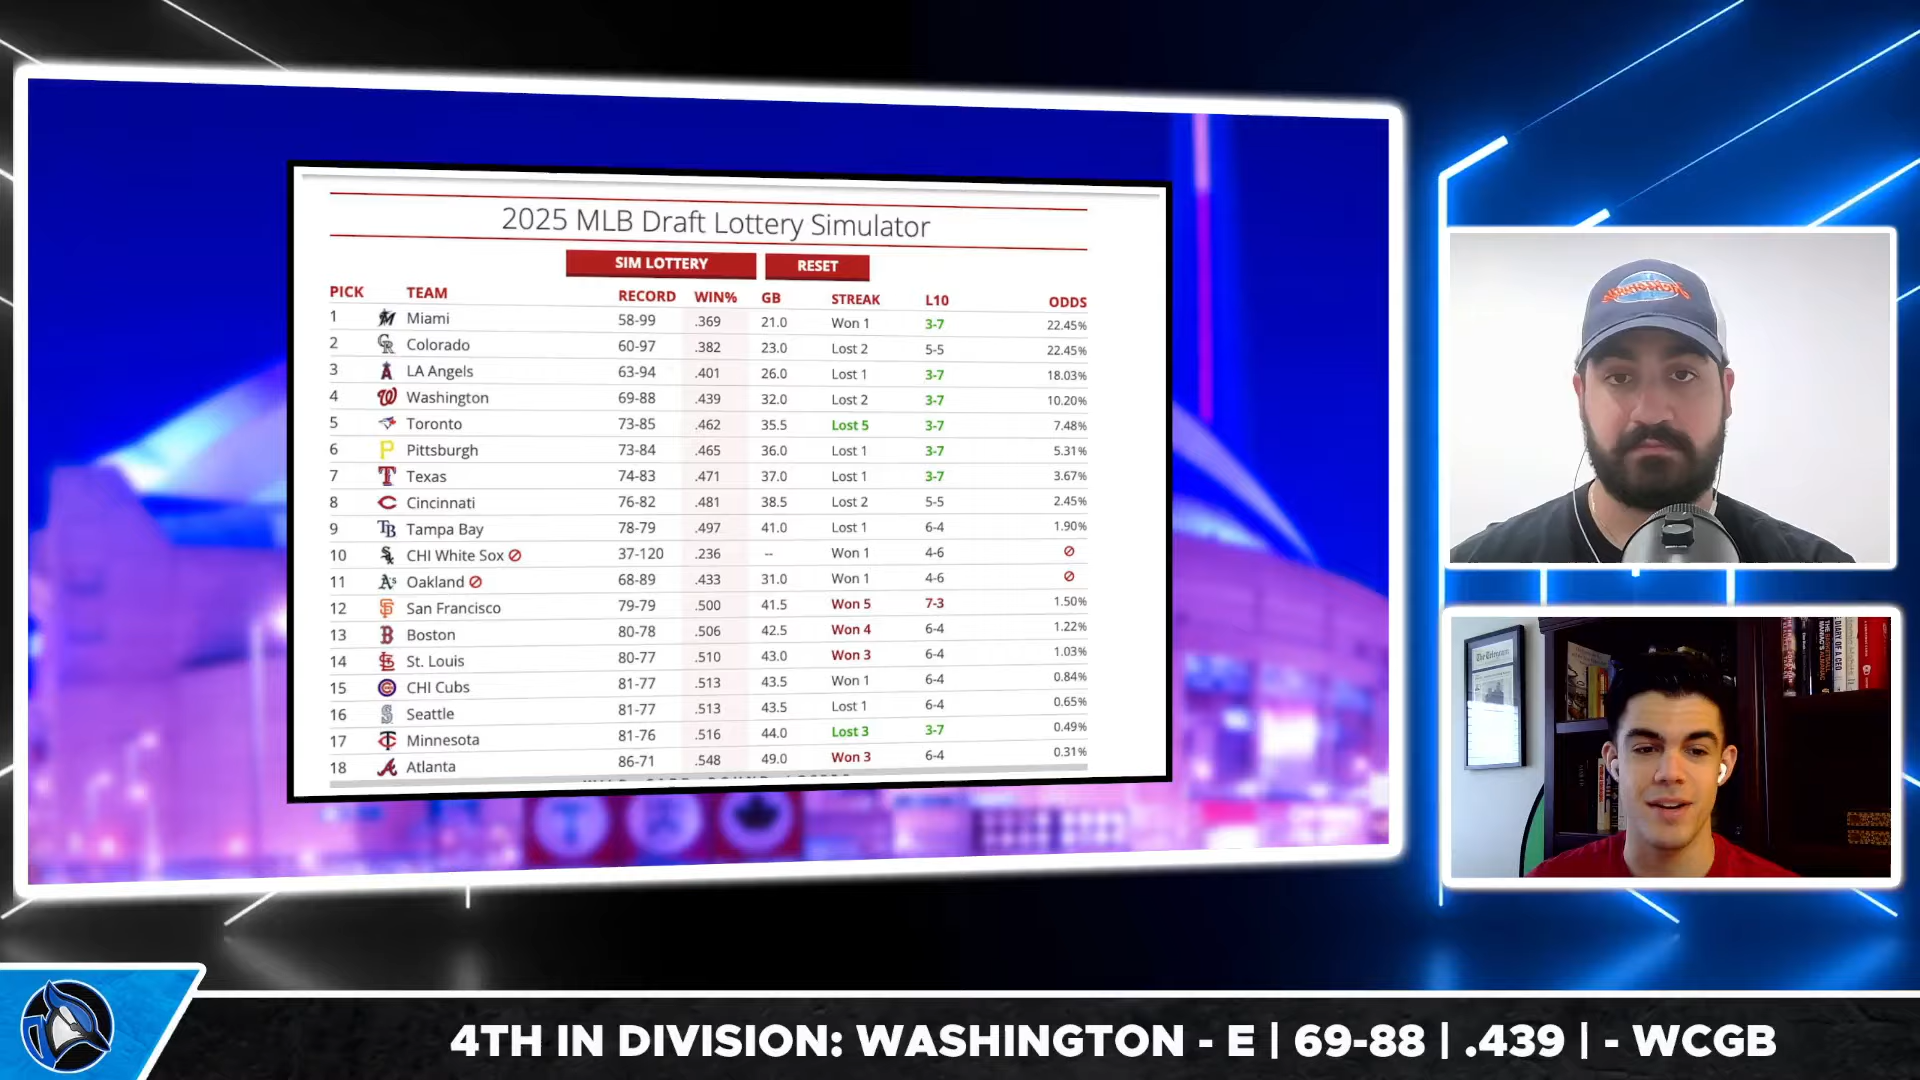 2025 MLB Draft Lottery Simulator
SIM LOTTERY RESET
PICK TEAM RECORD WIN% GB STREAK L10 ODDS
1 Miami 58-99 .369 21.0 Won 1 3-7 22.45%
2 Colorado 60-97 .382 23.0 Lost 2 5-5 22.45%
3 LA Angels 63-94 .401 26.0 Lost 1 3-7 18.03%
4 Washington 69-88 .439 32.0 Lost 2 3-7 10.20%
5 Toronto 73-85 .462 35.5 Lost 5 3-7 7.48%
6 Pittsburgh 73-84 .465 36.0 Lost 1 3-7 5.31%
7 Texas 74-83 .471 37.0 Lost 1 3-7 3.67%
8 Cincinnati 76-82 .481 38.5 Lost 2 5-5 2.45%
9 Tampa Bay 78-79 .497 41.0 Lost 1 6-4 1.90%
10 CHI White Sox 37-120 .236 -- Won 1 4-6
11 Oakland 68-89 .433 31.0 Won 1 4-6
12 San Francisco 79-79 .500 41.5 Won 5 7-3 1.50%
13 Boston 80-78 .506 42.5 Won 4 6-4 1.22%
14 St. Louis 80-77 .510 43.0 Won 3 6-4 1.03%
15 CHI Cubs 81-77 .513 43.5 Won 1 6-4 0.84%
16 Seattle 81-77 .513 43.5 Lost 1 6-4 0.65%
17 Minnesota 81-76 .516 44.0 Lost 3 3-7 0.49%
18 Atlanta 86-71 .548 49.0 Won 3 6-4 0.31%
The Telegram
DIARY OF A CEO
4TH IN DIVISION: WASHINGTON - E | 69-88 | .439 | - WCGB